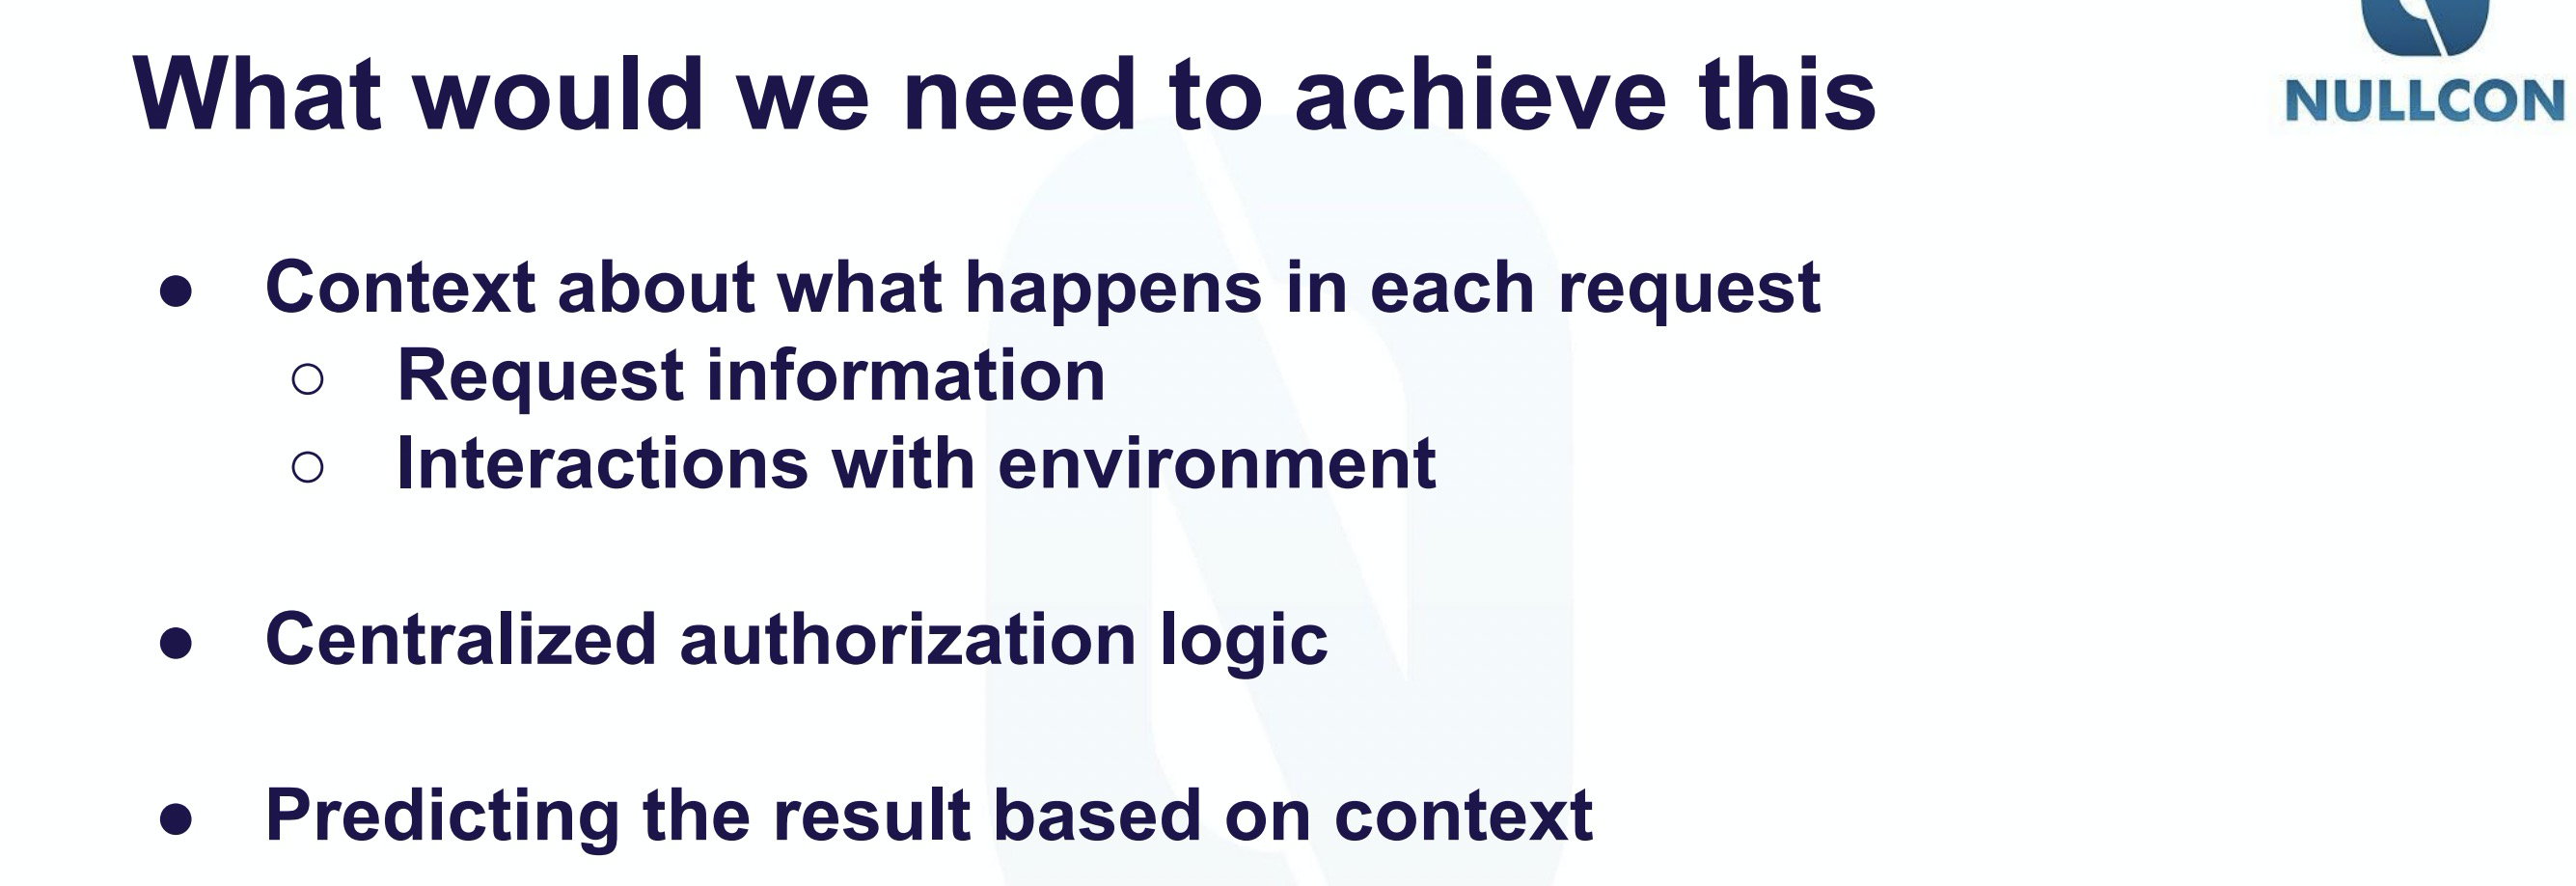 What would we need to achieve this
NULLCON
● Context about what happens in each request
○ Request information
○ Interactions with environment
● Centralized authorization logic
● Predicting the result based on context